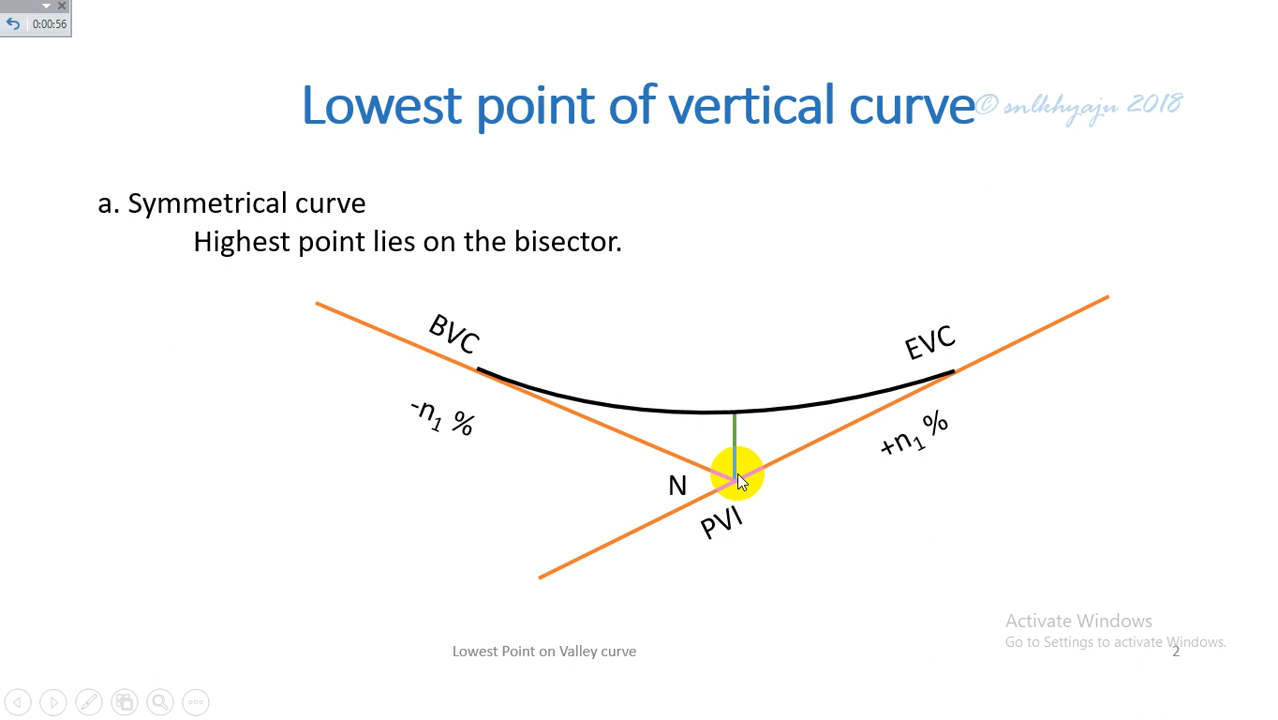 0:00:56
Lowest point of vertical curve
© snlkhyaju 2018
a. Symmetrical curve
Highest point lies on the bisector.
BVC
EVC
-n1 %
+n1 %
N
PVI
Activate Windows
Go to Settings to activate Windows.
Lowest Point on Valley curve
2